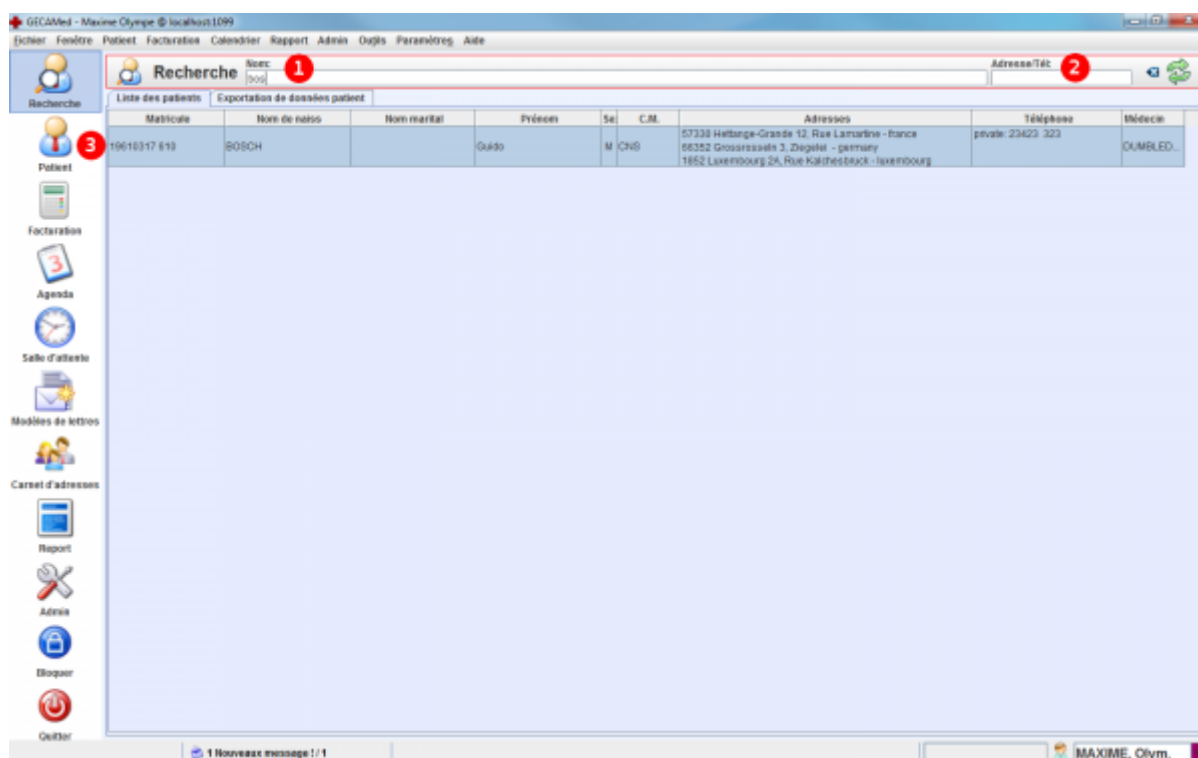 GECAMed - Maxime Olympe @ localhost:1099
Fichier Fenêtre Patient Facturation Calendrier Rapport Admin Outils Paramètres Aide
Recherche
Nom:
1
bos
Adresse/Tél:
2
Recherche
Liste des patients Exportation de données patient
Matricule Nom de naiss Nom marital Prénom Se C.M. Adresses Téléphone Médecin
19610317 610 BOSCH Guido M CNS
57330 Hettange-Grande 12, Rue Lamartine - france
66352 Grossrosseln 3, Ziegelei - germany
1852 Luxembourg 2A, Rue Kalchesbruck - luxembourg
private: 23423 323
DUMBLED...
3
Patient
Facturation
3
Agenda
Salle d'attente
Modèles de lettres
Carnet d'adresses
Report
Admin
Bloquer
Quitter
1 Nouveaux message ! / 1
MAXIME, Olym.